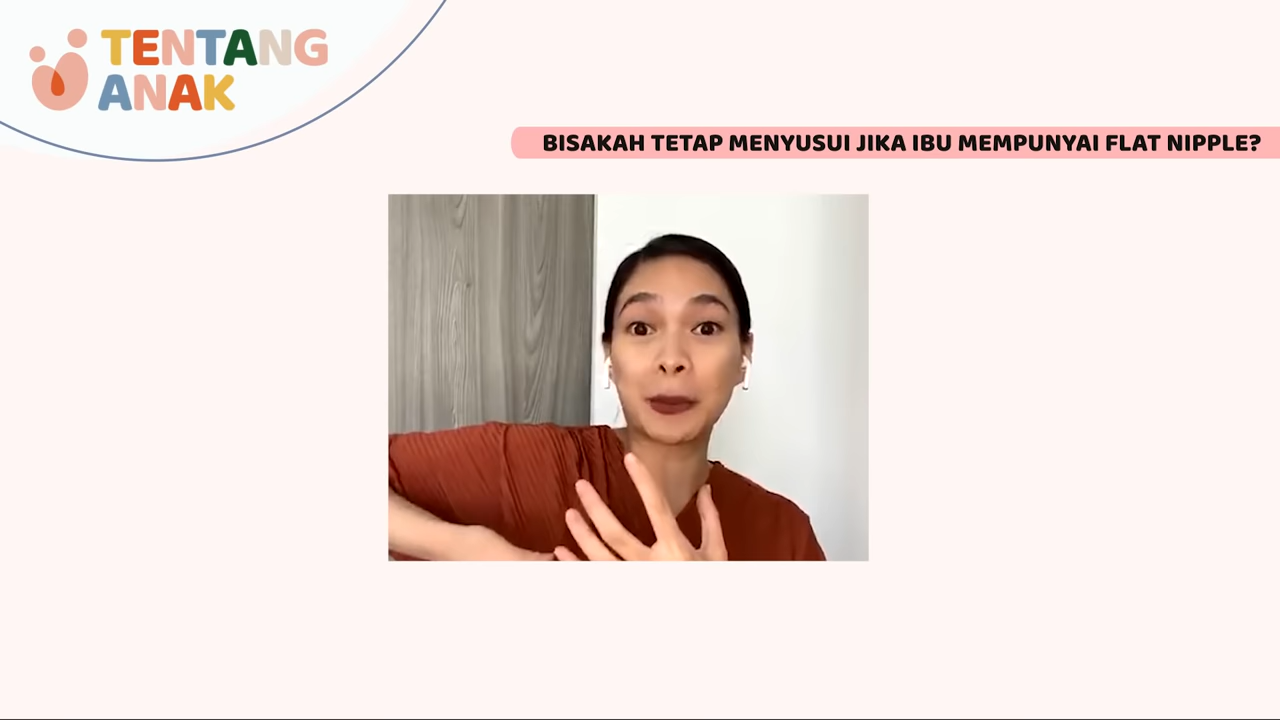 TENTANG
ANAK
BISAKAH TETAP MENYUSUI JIKA IBU MEMPUNYAI FLAT NIPPLE?